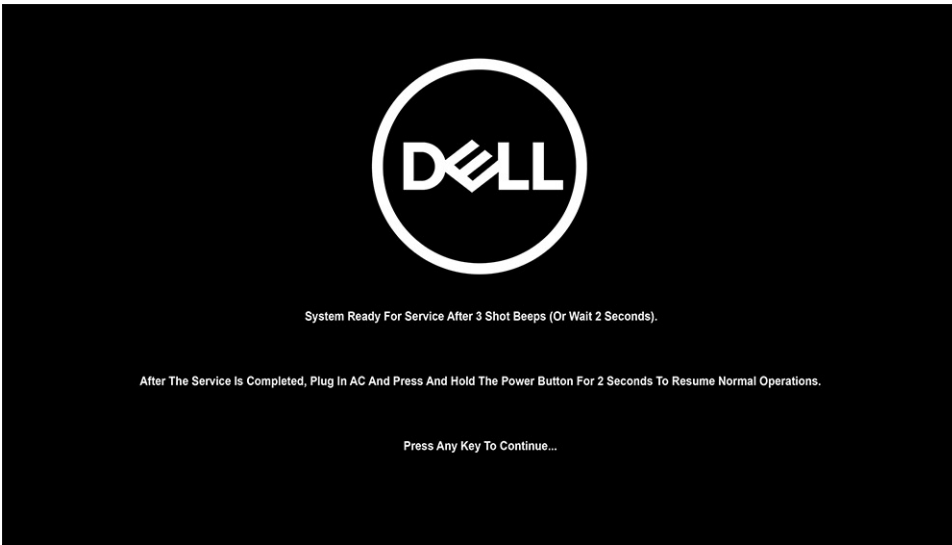 DELL
System Ready For Service After 3 Shot Beeps (Or Wait 2 Seconds).
After The Service Is Completed, Plug In AC And Press And Hold The Power Button For 2 Seconds To Resume Normal Operations.
Press Any Key To Continue...